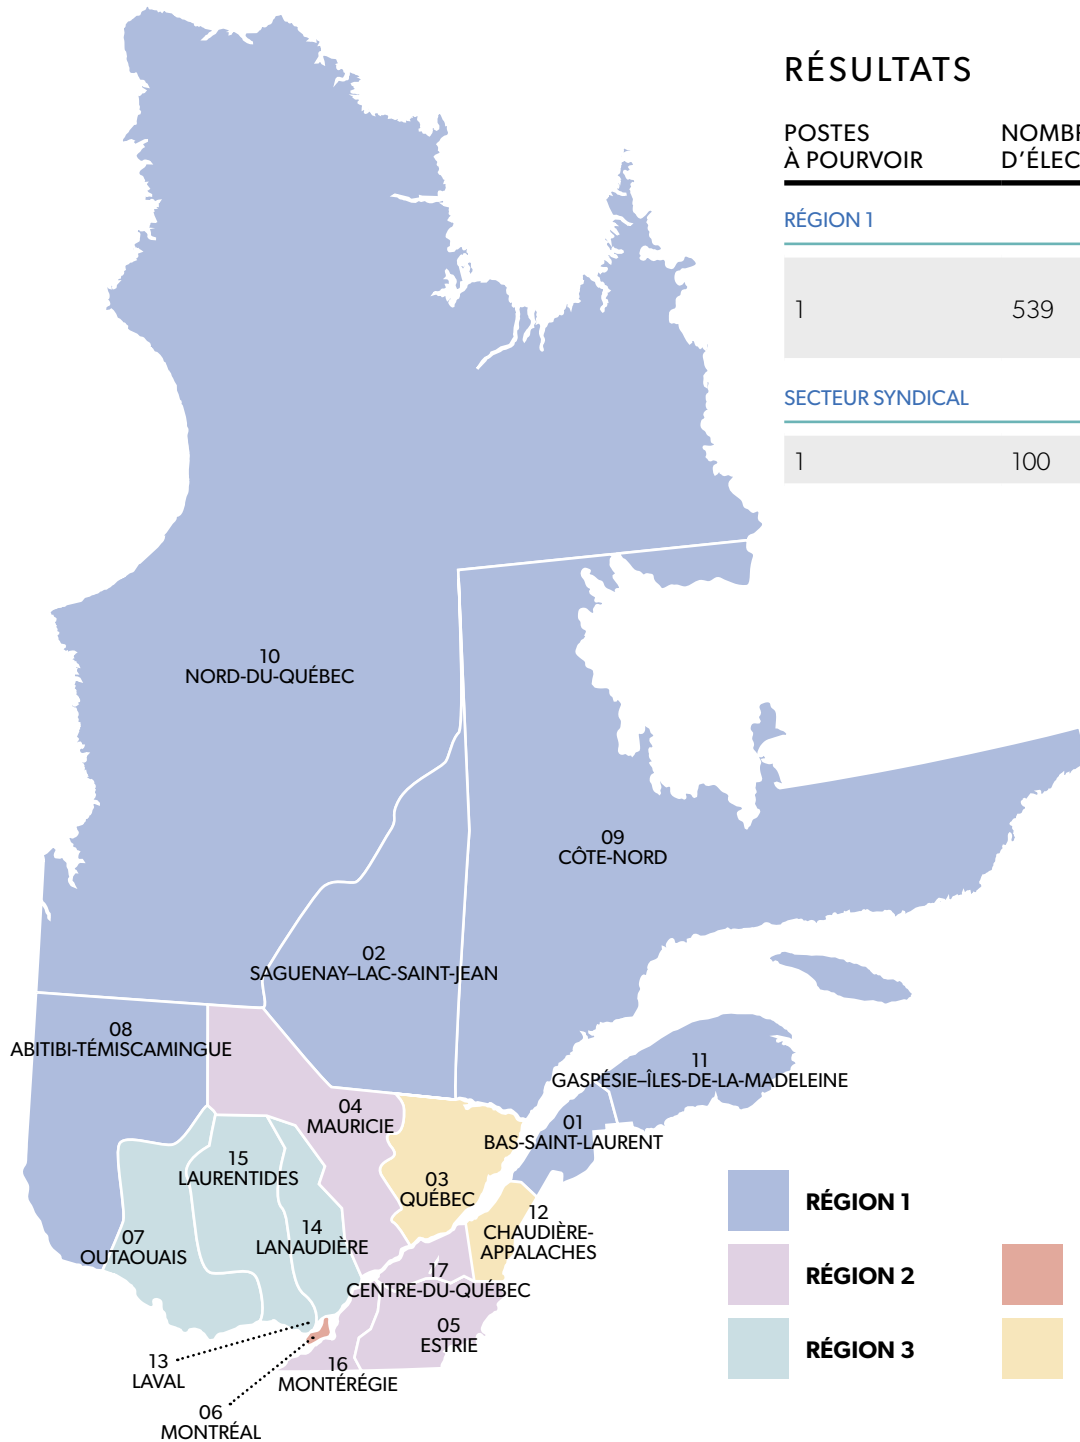 RÉSULTATS
POSTES
À POURVOIR
NOMBR
D'ÉLEC
RÉGION 1
1 539
SECTEUR SYNDICAL
1 100
10
NORD-DU-QUÉBEC
09
CÔTE-NORD
02
SAGUENAY–LAC-SAINT-JEAN
08
ABITIBI-TÉMISCAMINGUE
11
GASPÉSIE–ÎLES-DE-LA-MADELEINE
04
MAURICIE
01
BAS-SAINT-LAURENT
15
LAURENTIDES
03
QUÉBEC
12
CHAUDIÈRE-
APPALACHES
07
OUTAOUAIS
14
LANAUDIÈRE
17
CENTRE-DU-QUÉBEC
05
ESTRIE
13
LAVAL
16
MONTÉRÉGIE
06
MONTRÉAL
RÉGION 1
RÉGION 2
RÉGION 3